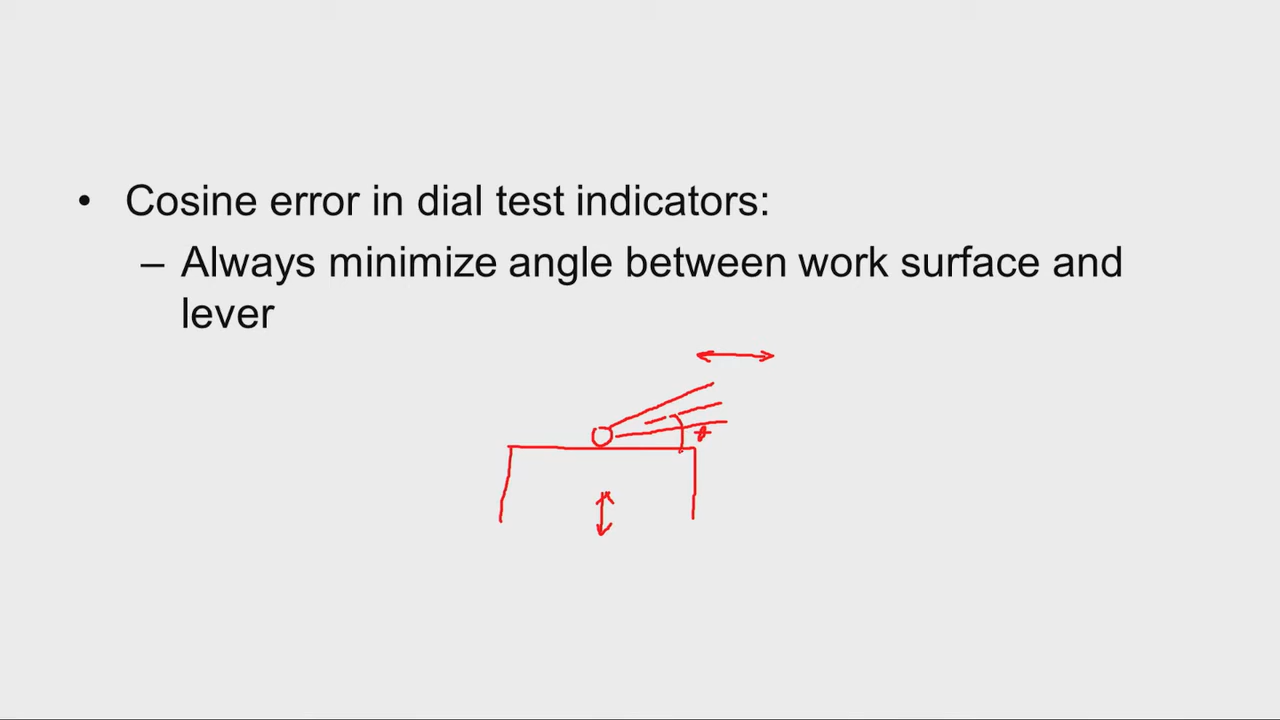 • Cosine error in dial test indicators:
– Always minimize angle between work surface and
lever